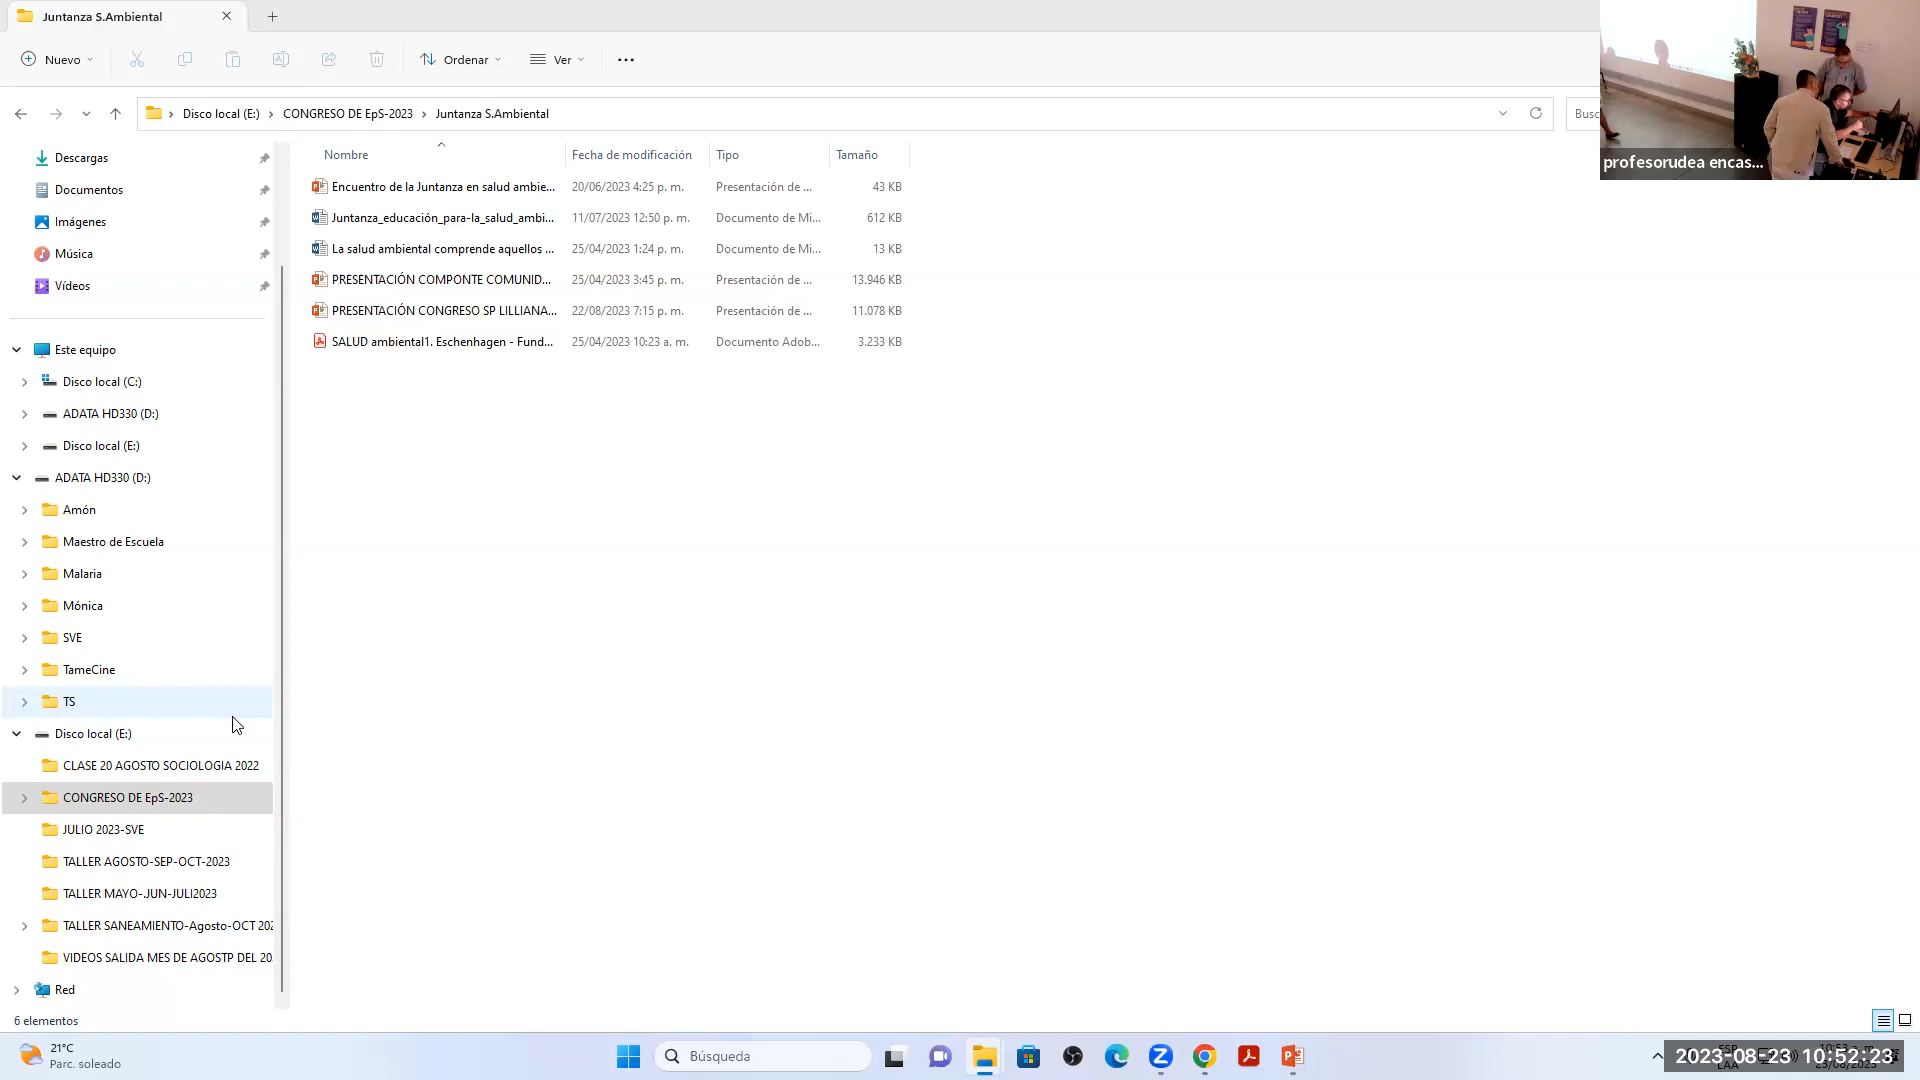 Juntanza S.Ambiental
Nuevo
Ordenar
Ver
Disco local (E:) > CONGRESO DE EpS-2023 > Juntanza S.Ambiental
Busc
profesorudea encas...
Nombre Fecha de modificación Tipo Tamaño
Encuentro de la Juntanza en salud ambie... 20/06/2023 4:25 p. m. Presentación de ... 43 KB
Juntanza_educación_para-la_salud_ambi... 11/07/2023 12:50 p. m. Documento de Mi... 612 KB
La salud ambiental comprende aquellos ... 25/04/2023 1:24 p. m. Documento de Mi... 13 KB
PRESENTACIÓN COMPONTE COMUNID... 25/04/2023 3:45 p. m. Presentación de ... 13.946 KB
PRESENTACIÓN CONGRESO SP LILLIANA... 22/08/2023 7:15 p. m. Presentación de ... 11.078 KB
SALUD ambiental1. Eschenhagen - Fund... 25/04/2023 10:23 a. m. Documento Adob... 3.233 KB
Descargas
Documentos
Imágenes
Música
Vídeos
Este equipo
Disco local (C:)
ADATA HD330 (D:)
Disco local (E:)
ADATA HD330 (D:)
Amón
Maestro de Escuela
Malaria
Mónica
SVE
TameCine
TS
Disco local (E:)
CLASE 20 AGOSTO SOCIOLOGIA 2022
CONGRESO DE EpS-2023
JULIO 2023-SVE
TALLER AGOSTO-SEP-OCT-2023
TALLER MAYO-.JUN-JULI2023
TALLER SANEAMIENTO-Agosto-OCT 202
VIDEOS SALIDA MES DE AGOSTP DEL 20
Red
6 elementos
21°C
Parc. soleado
Búsqueda
ESP
LAA
2023-08-23 10:52:23